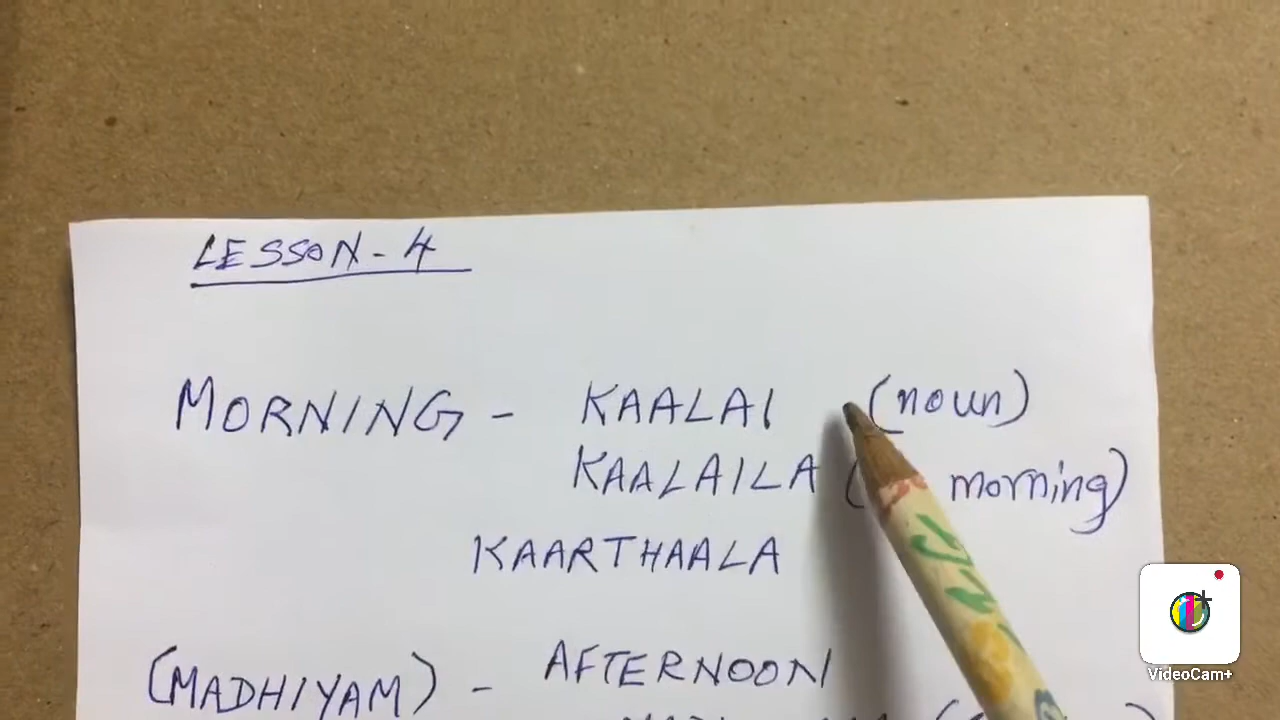 LESSON-4
MORNING - KAALAI (noun)
KAALAILA ( morning)
KAARTHAALA
(MADHIYAM) - AFTERNOON
VideoCam+